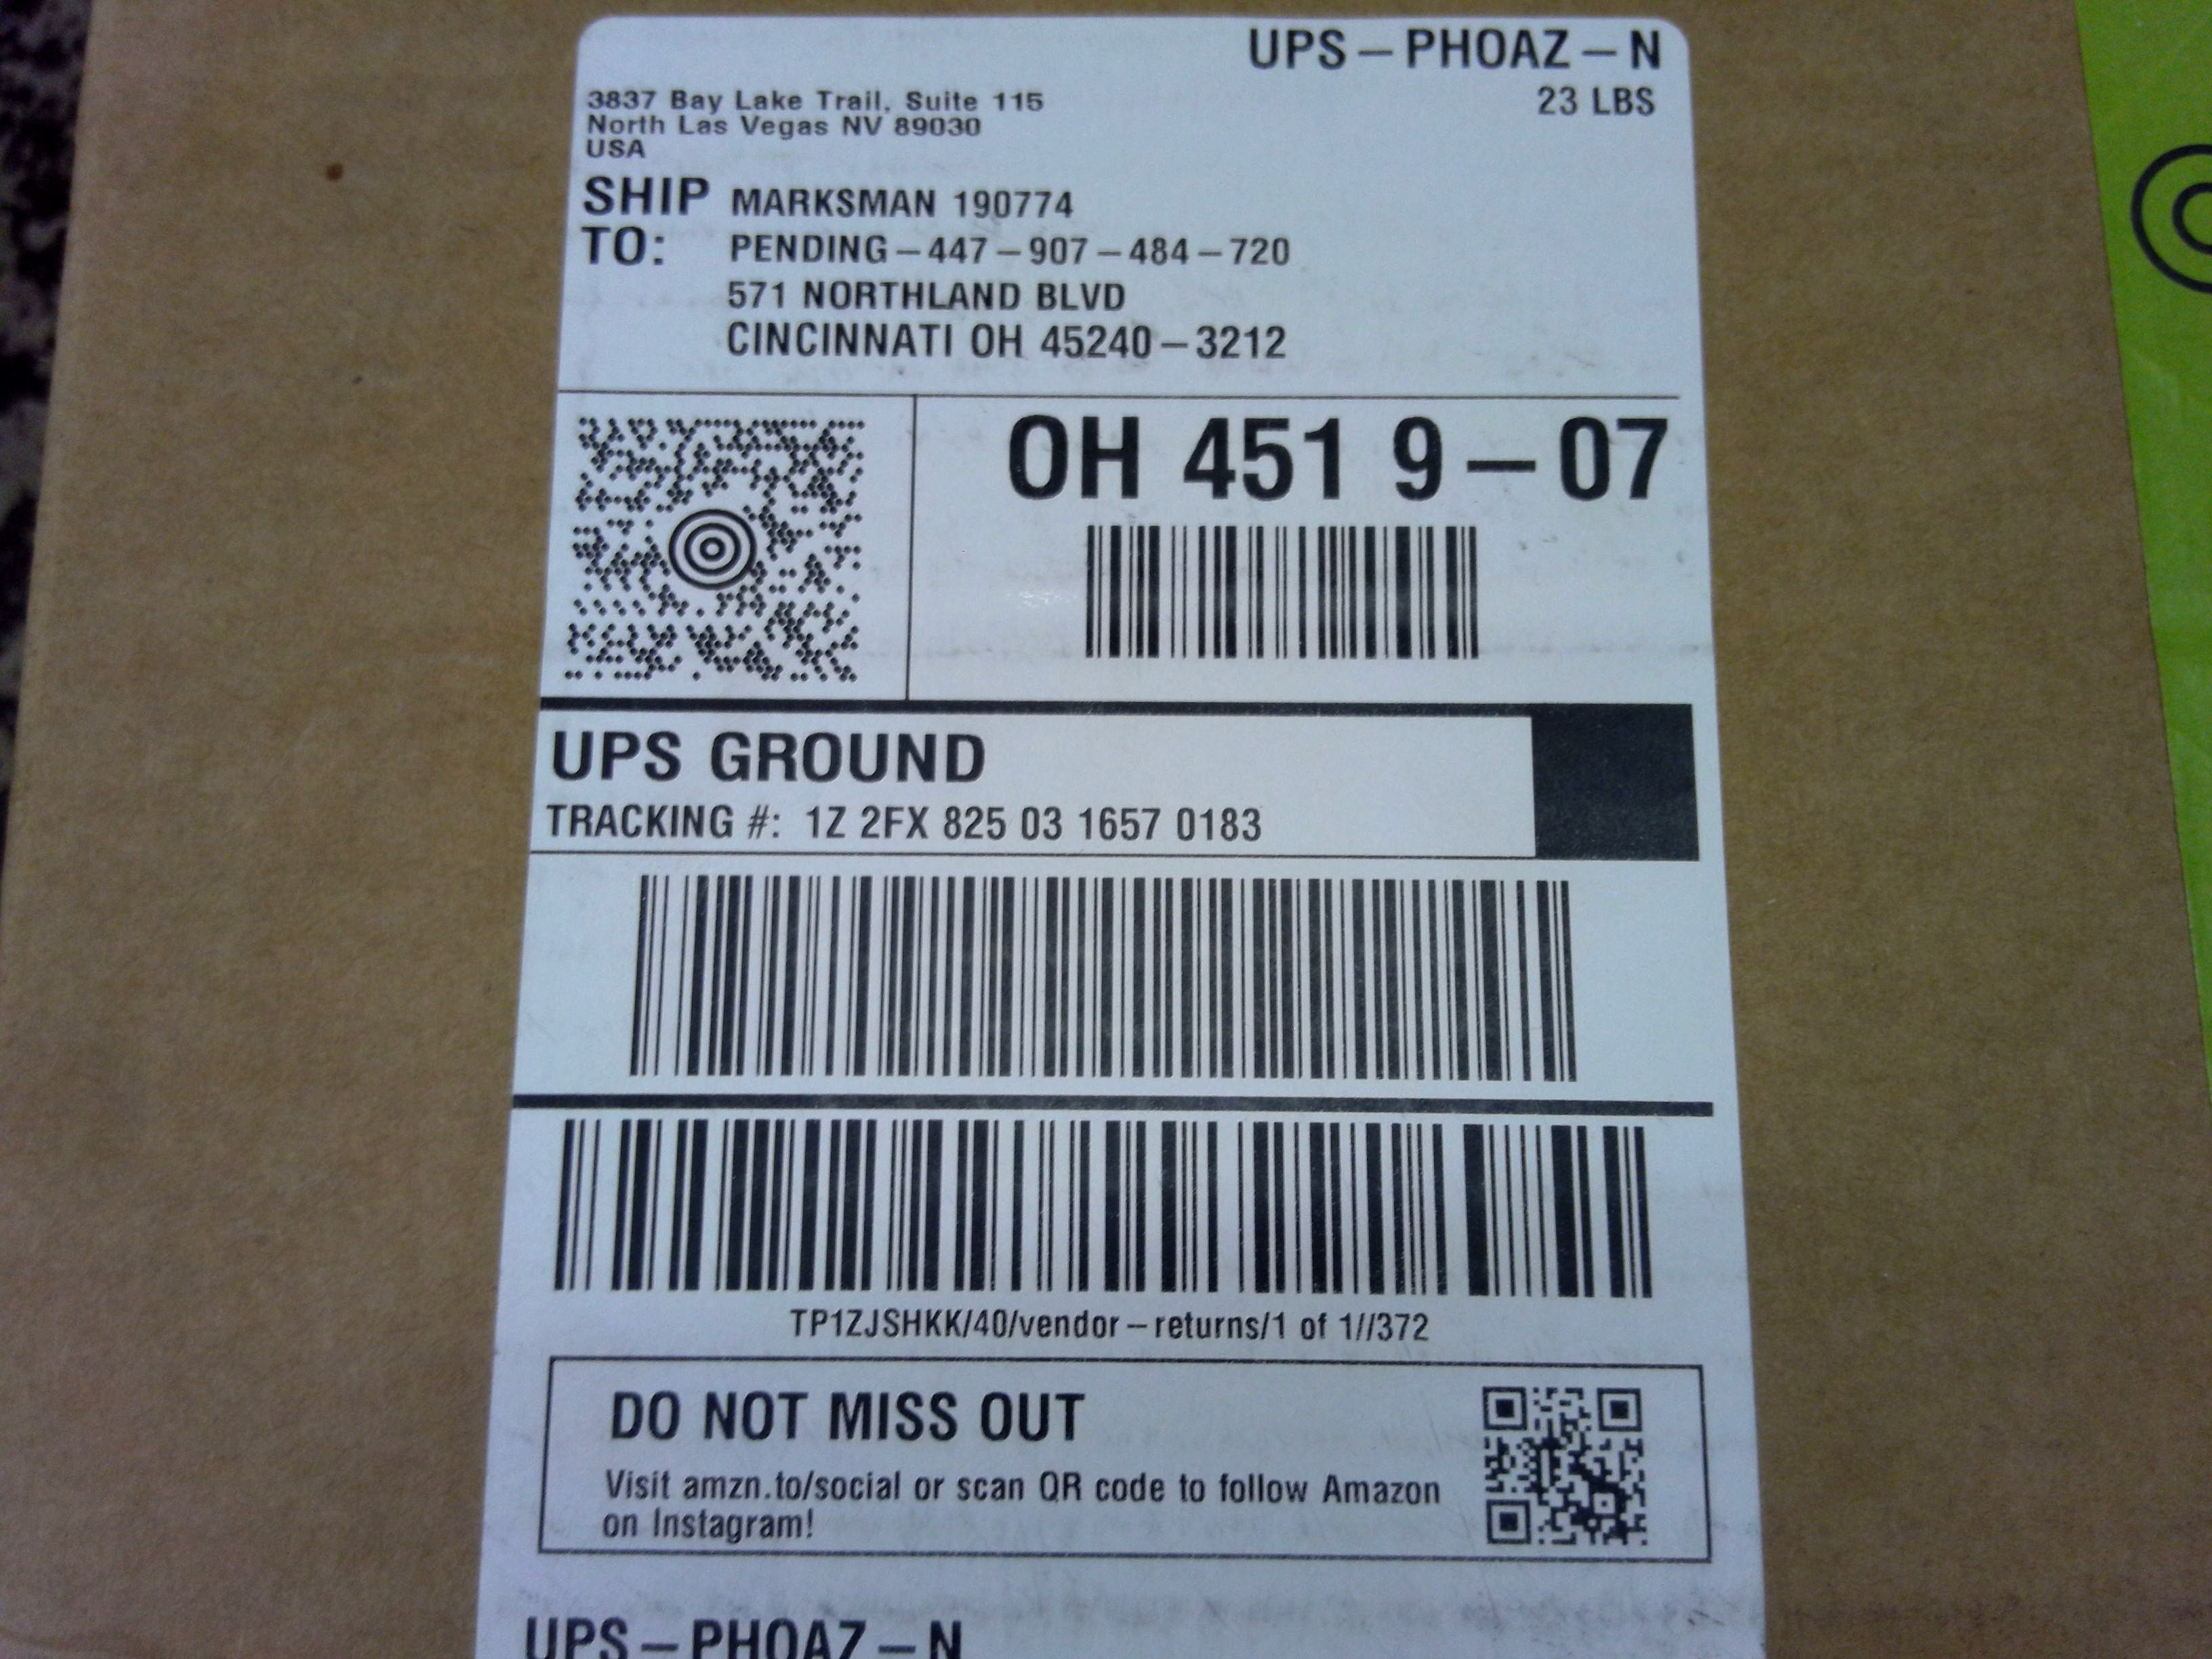 UPS – PHOAZ – N
23 LBS
3837 Bay Lake Trail, Suite 115
North Las Vegas NV 89030
USA
SHIP TO:
MARKSMAN 190774
PENDING – 447 – 907 – 484 – 720
571 NORTHLAND BLVD
CINCINNATI OH 45240 – 3212
OH 451 9 – 07
UPS GROUND
TRACKING #: 1Z 2FX 825 03 1657 0183
TP1ZJSHKK/40/vendor – returns/1 of 1//372
DO NOT MISS OUT
Visit amzn.to/social or scan QR code to follow Amazon
on Instagram!
UPS – PHOAZ – N